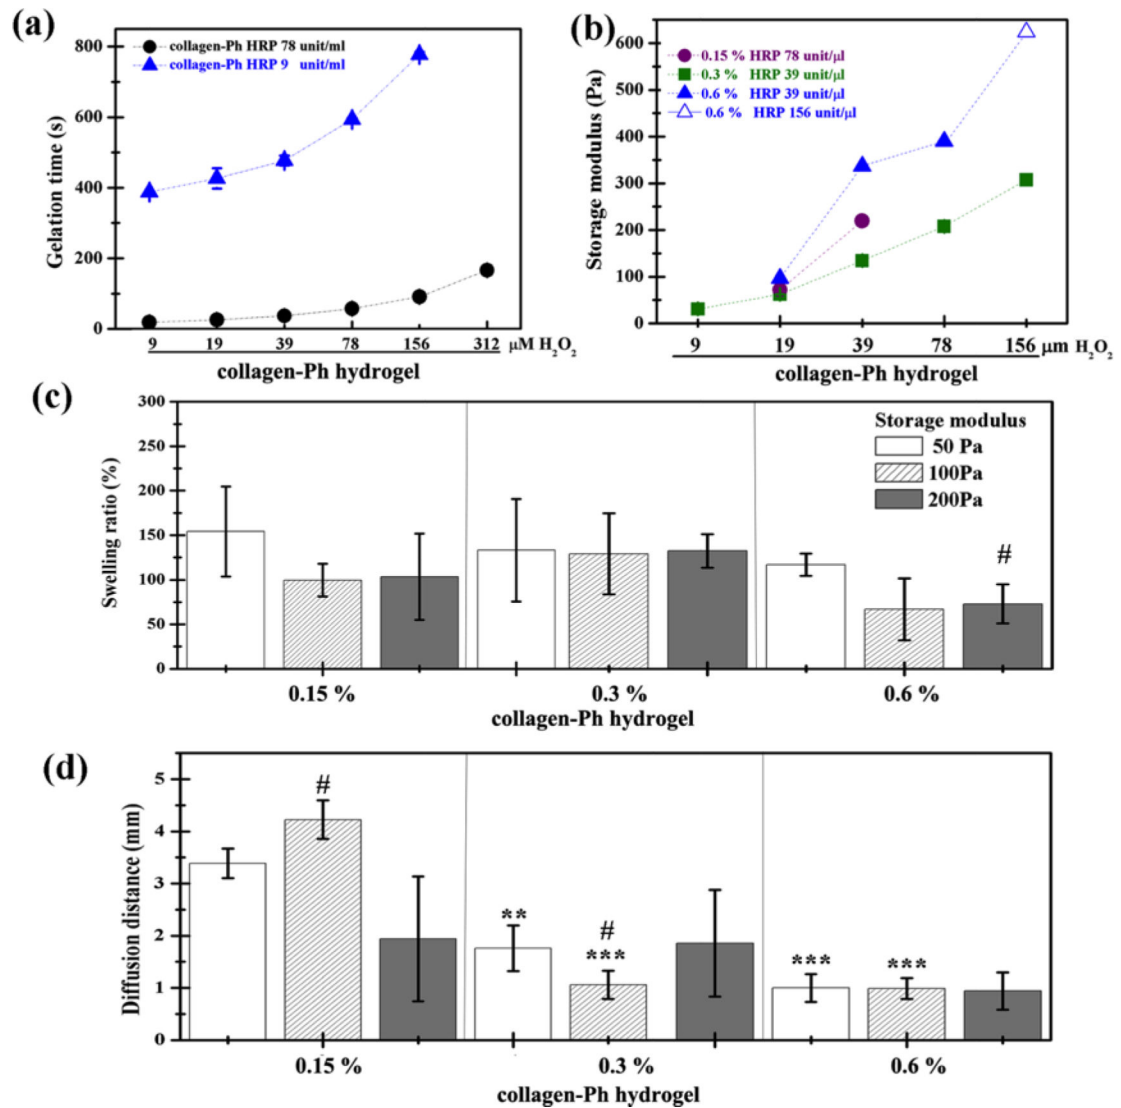 (a)
800
600
400
200
0
Gelation time (s)
collagen-Ph HRP 78 unit/ml
collagen-Ph HRP 9 unit/ml
9 19 39 78 156 312 μM H₂O₂
collagen-Ph hydrogel
(b)
600
500
400
300
200
100
0
Storage modulus (Pa)
0.15 % HRP 78 unit/μl
0.3 % HRP 39 unit/μl
0.6 % HRP 39 unit/μl
0.6 % HRP 156 unit/μl
9 19 39 78 156 μm H₂O₂
collagen-Ph hydrogel
(c)
300
250
200
150
100
50
0
Swelling ratio (%)
Storage modulus
50 Pa
100Pa
200Pa
#
0.15 % 0.3 % 0.6 %
collagen-Ph hydrogel
(d)
5
4
3
2
1
0
Diffusion distance (mm)
#
**
#
***
***
***
0.15 % 0.3 % 0.6 %
collagen-Ph hydrogel